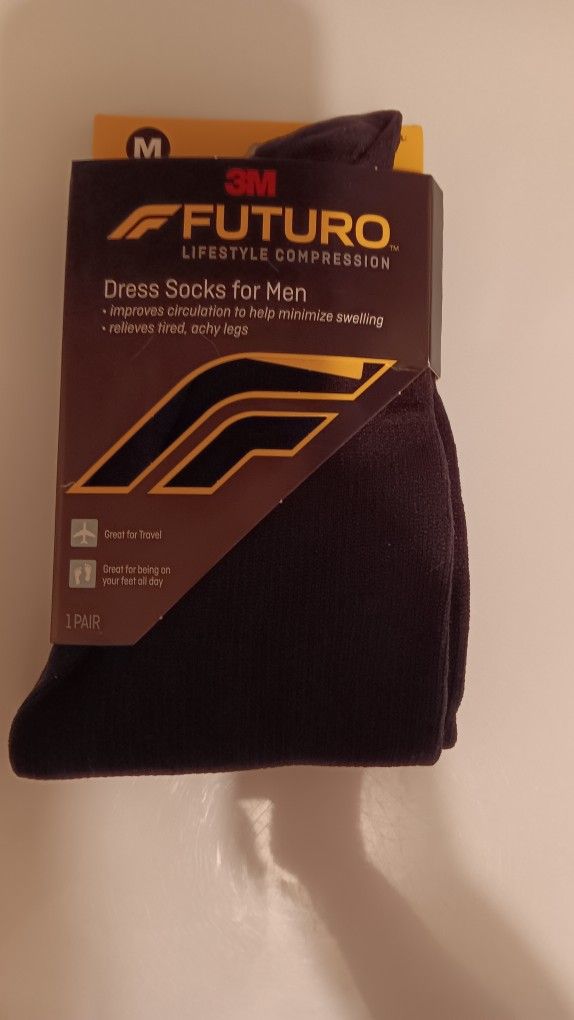 M
3M
FUTURO™
LIFESTYLE COMPRESSION
Dress Socks for Men
• improves circulation to help minimize swelling
• relieves tired, achy legs
Great for Travel
Great for being on
your feet all day
1 PAIR